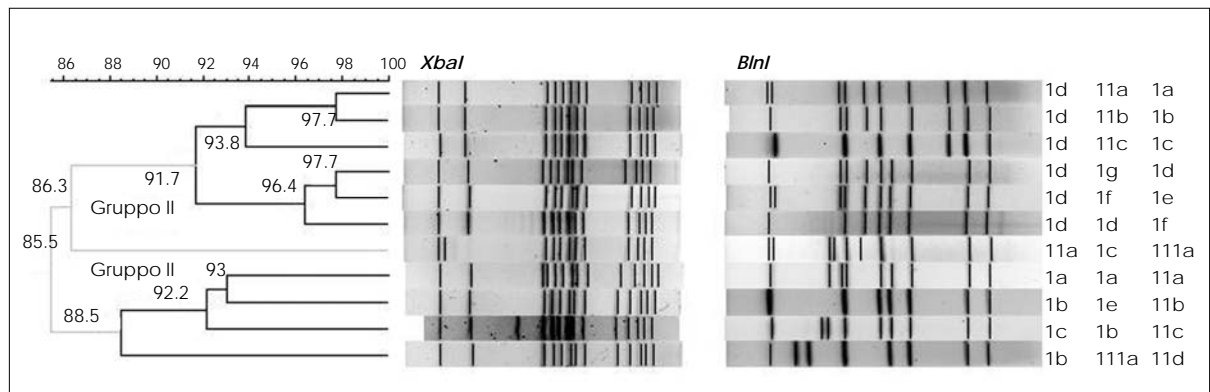 86 88 90 92 94 96 98 100 XbaI BlnI
1d 11a 1a
97.7 1d 11b 1b
93.8 1d 11c 1c
97.7 1d 1g 1d
86.3 91.7 96.4 1d 1f 1e
Gruppo II 1d 1d 1f
85.5 11a 1c 111a
Gruppo II 93 1a 1a 11a
92.2 1b 1e 11b
88.5 1c 1b 11c
1b 111a 11d